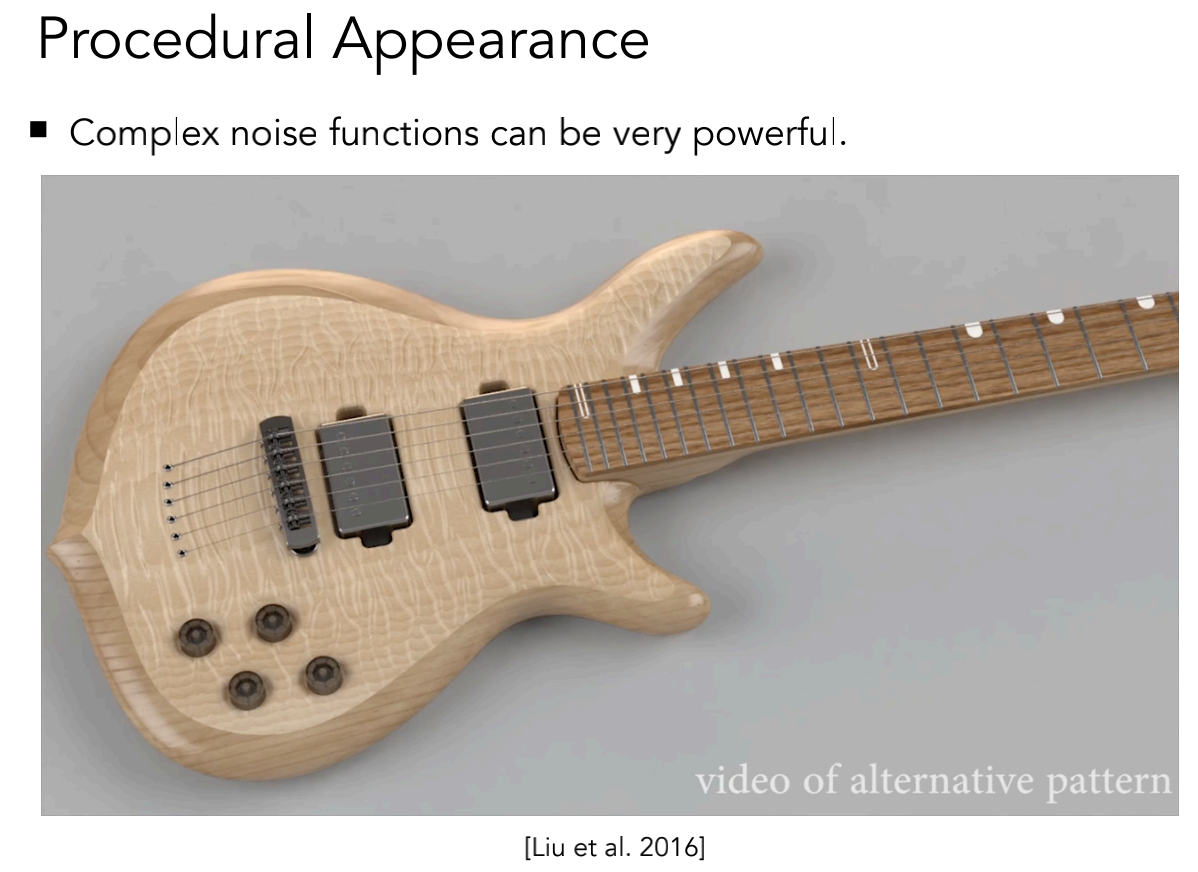 Procedural Appearance
■ Complex noise functions can be very powerful.
video of alternative pattern
[Liu et al. 2016]